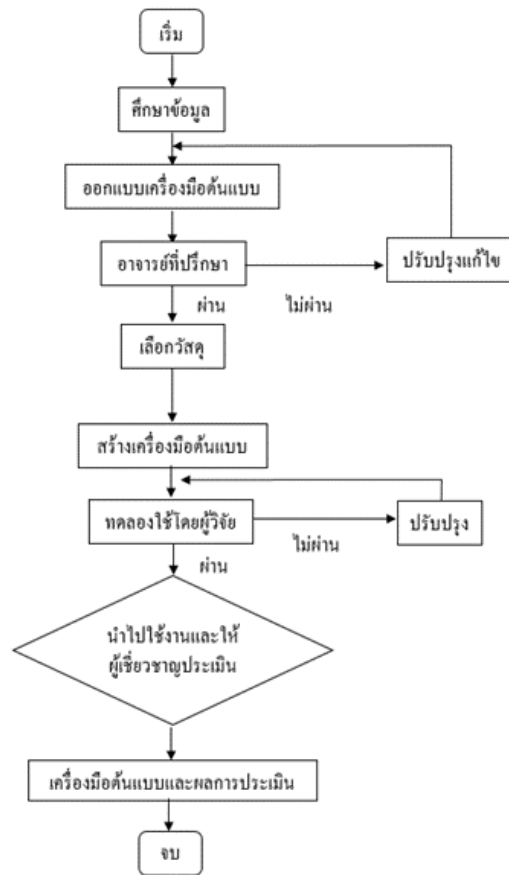 เริ่ม
ศึกษาข้อมูล
ออกแบบเครื่องมือต้นแบบ
อาจารย์ที่ปรึกษา
ปรับปรุงแก้ไข
ผ่าน
ไม่ผ่าน
เลือกวัสดุ
สร้างเครื่องมือต้นแบบ
ทดลองใช้โดยผู้วิจัย
ปรับปรุง
ไม่ผ่าน
ผ่าน
นำไปใช้งานและให้
ผู้เชี่ยวชาญประเมิน
เครื่องมือต้นแบบและผลการประเมิน
จบ